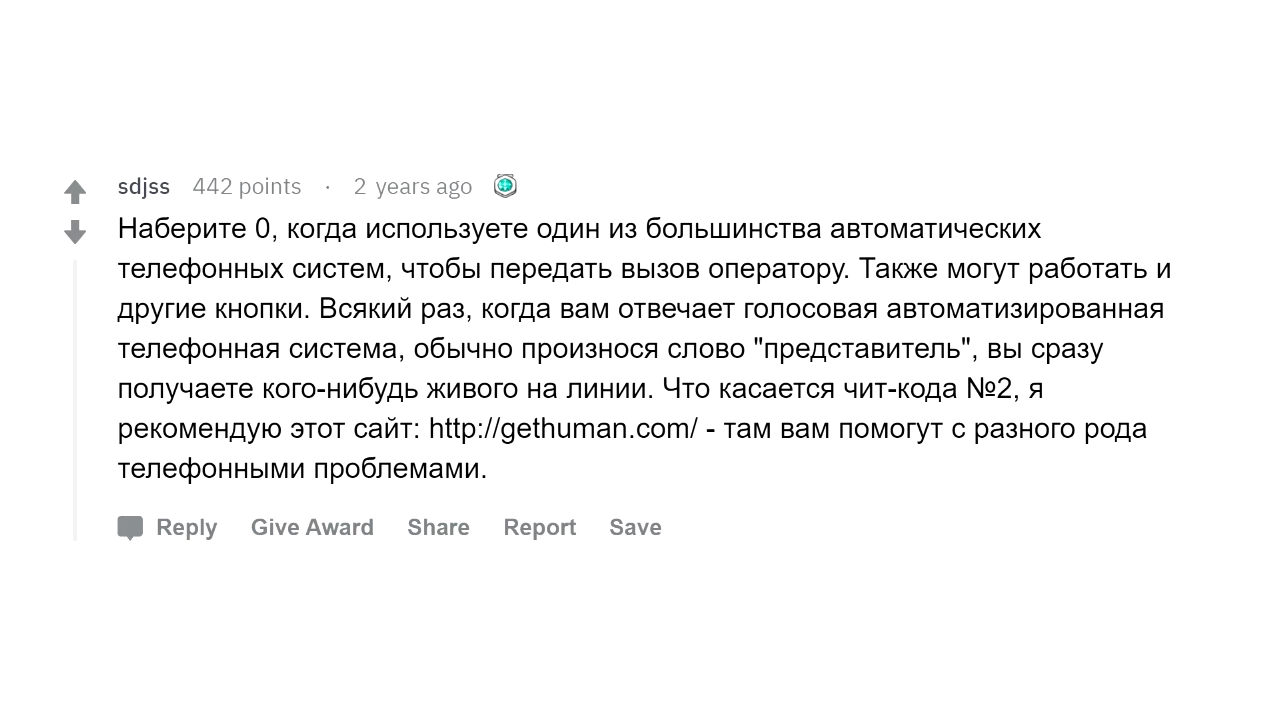 sdjss 442 points · 2 years ago
Наберите 0, когда используете один из большинства автоматических
телефонных систем, чтобы передать вызов оператору. Также могут работать и
другие кнопки. Всякий раз, когда вам отвечает голосовая автоматизированная
телефонная система, обычно произнося слово "представитель", вы сразу
получаете кого-нибудь живого на линии. Что касается чит-кода №2, я
рекомендую этот сайт: http://gethuman.com/ - там вам помогут с разного рода
телефонными проблемами.
Reply Give Award Share Report Save